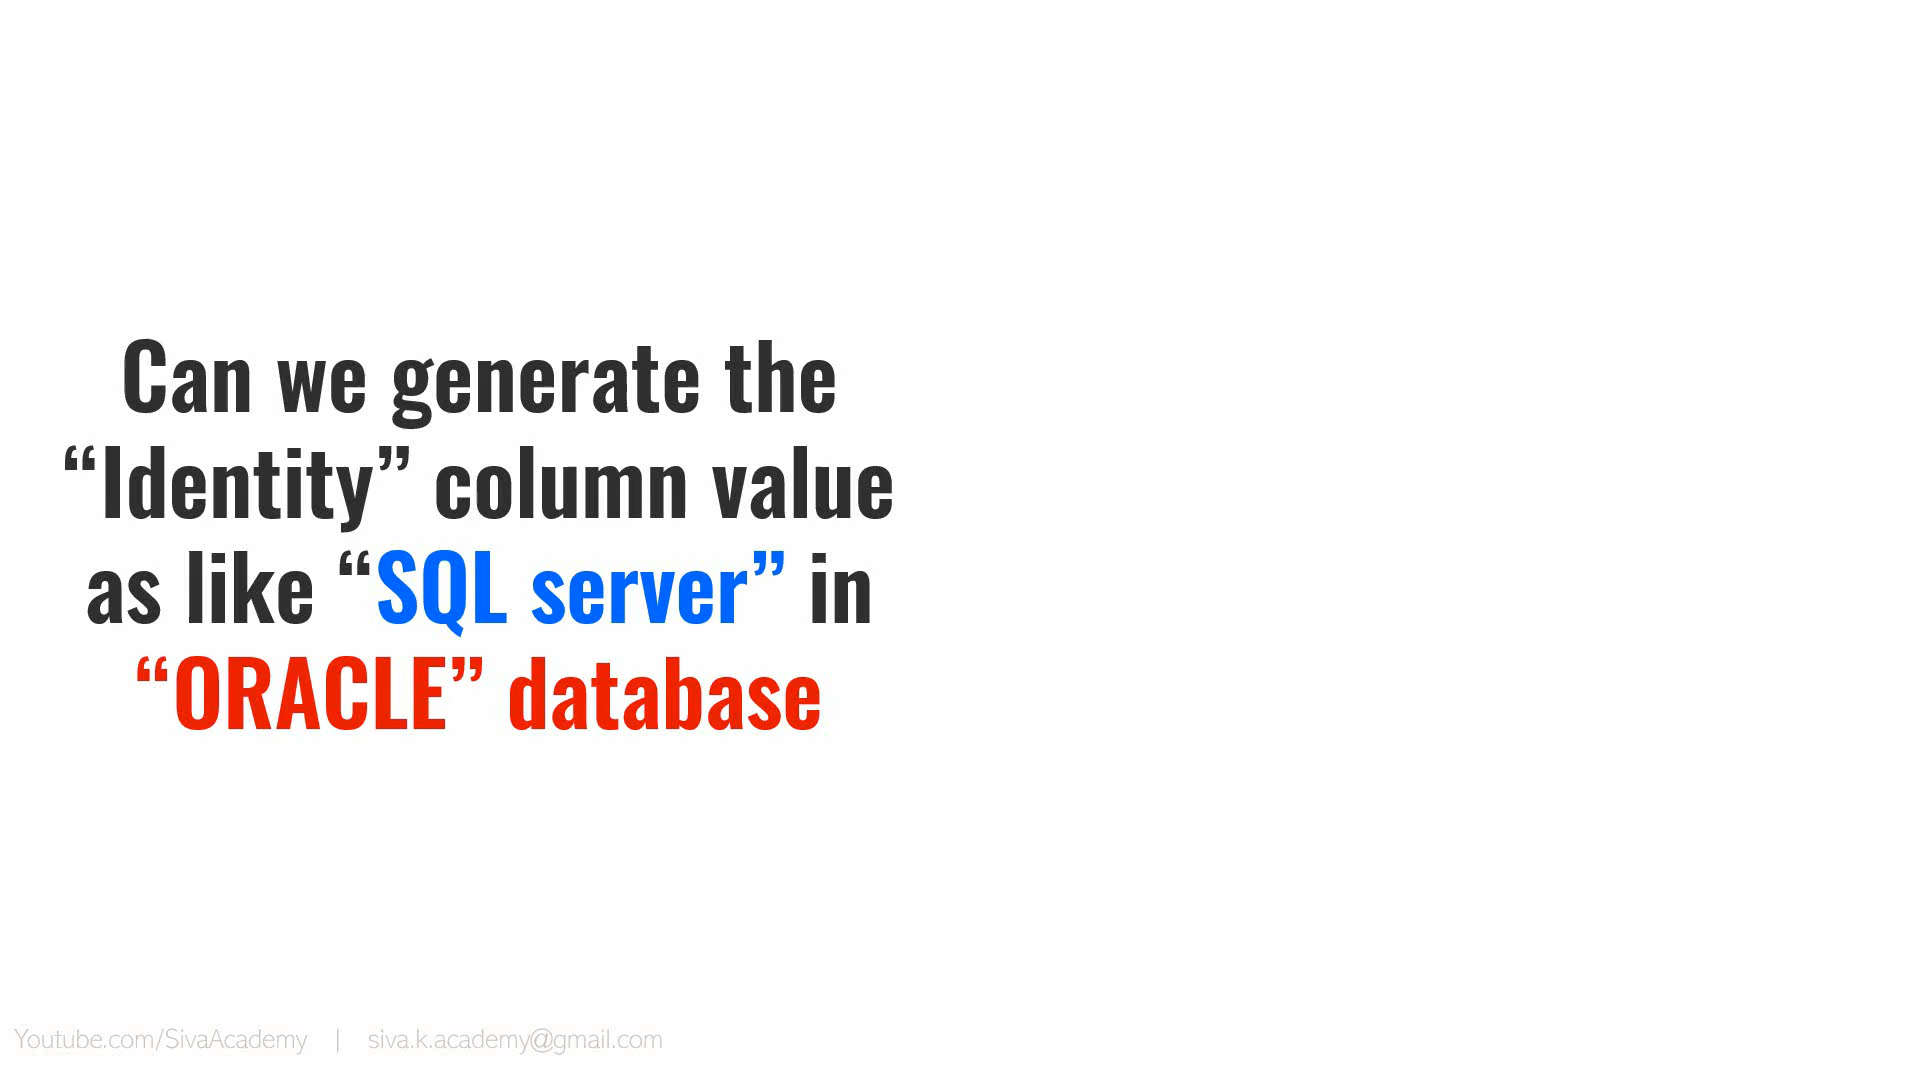 Can we generate the
“Identity” column value
as like “SQL server” in
“ORACLE” database
Youtube.com/SivaAcademy | siva.k.academy@gmail.com